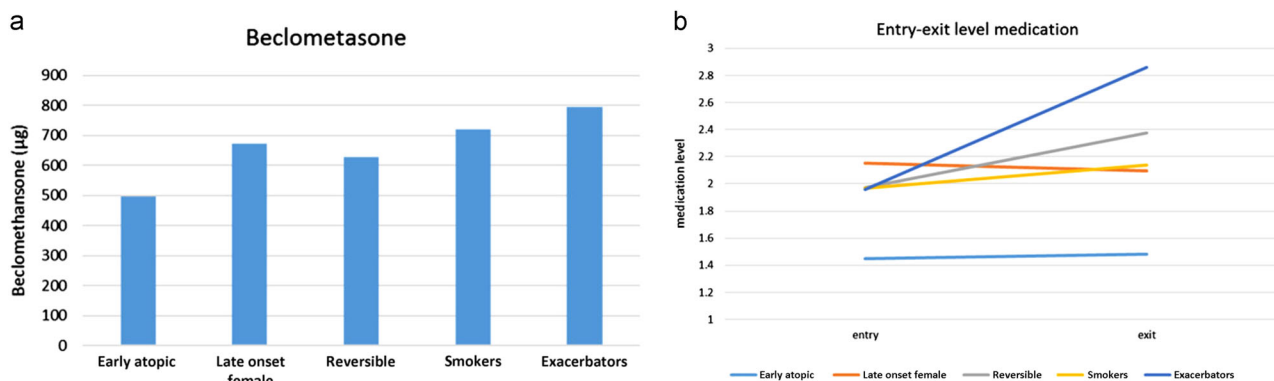 a
Beclometasone
Beclomethansone (µg)
900
800
700
600
500
400
300
200
100
0
Early atopic
Late onset
female
Reversible
Smokers
Exacerbators
b
Entry-exit level medication
medication level
3
2.8
2.6
2.4
2.2
2
1.8
1.6
1.4
1.2
1
entry exit
Early atopic Late onset female Reversible Smokers Exacerbators